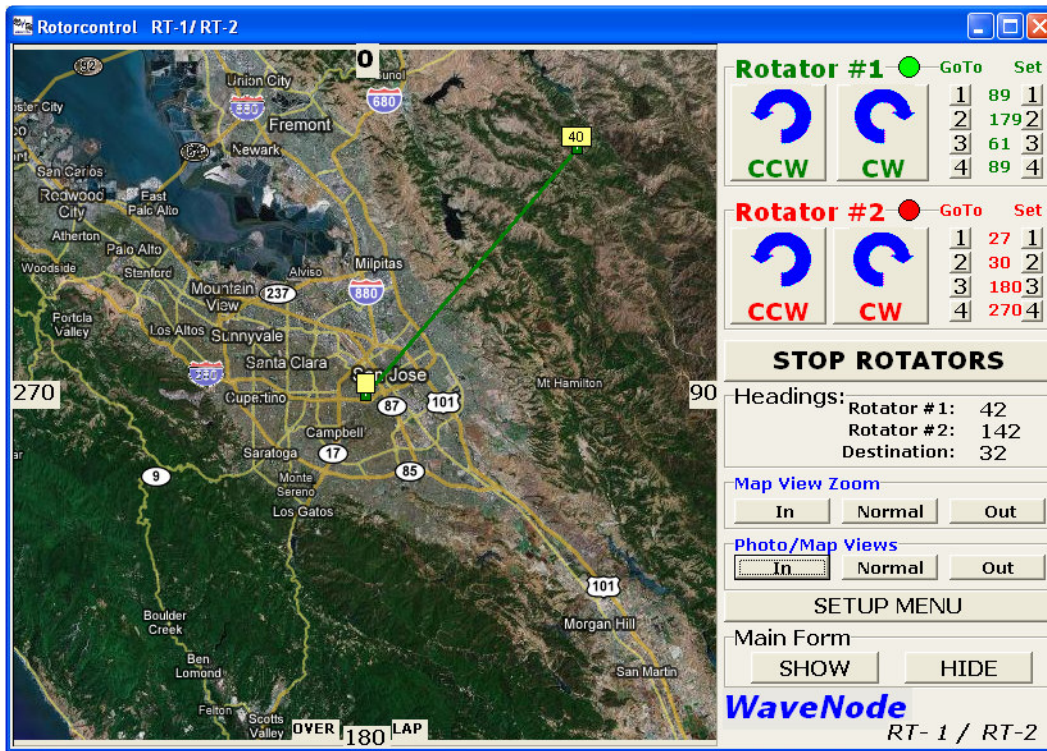 Rotorcontrol RT-1/ RT-2
0
92
Union City
880
680
Fremont
Newark
40
San Carlos
Redwood City
East Palo Alto
Atherton
Palo Alto
Woodside
Stanford
Alviso
Milpitas
Mountain View
237
880
Portola Valley
Los Altos
Sunnyvale
Santa Clara
San Jose
280
Mt Hamilton
270
90
Cupertino
87
101
Campbell
17
Saratoga
85
9
Monte Sereno
Los Gatos
101
Boulder Creek
Morgan Hill
Ben Lomond
San Martin
Felton
Scotts Valley
OVER 180 LAP
Rotator #1 GoTo Set
1 89 1
2 179 2
3 61 3
4 89 4
CCW CW
Rotator #2 GoTo Set
1 27 1
2 30 2
3 180 3
4 270 4
CCW CW
STOP ROTATORS
Headings:
Rotator #1: 42
Rotator #2: 142
Destination: 32
Map View Zoom
In Normal Out
Photo/Map Views
In Normal Out
SETUP MENU
Main Form
SHOW HIDE
WaveNode
RT- 1 / RT-2